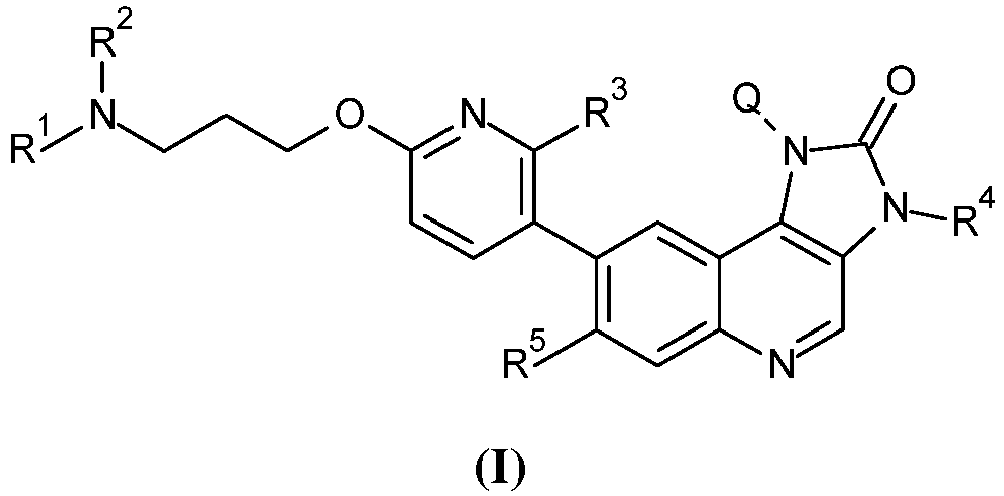 R²
R¹ N O N R³ Q N O
N R⁴
R⁵ N
(I)